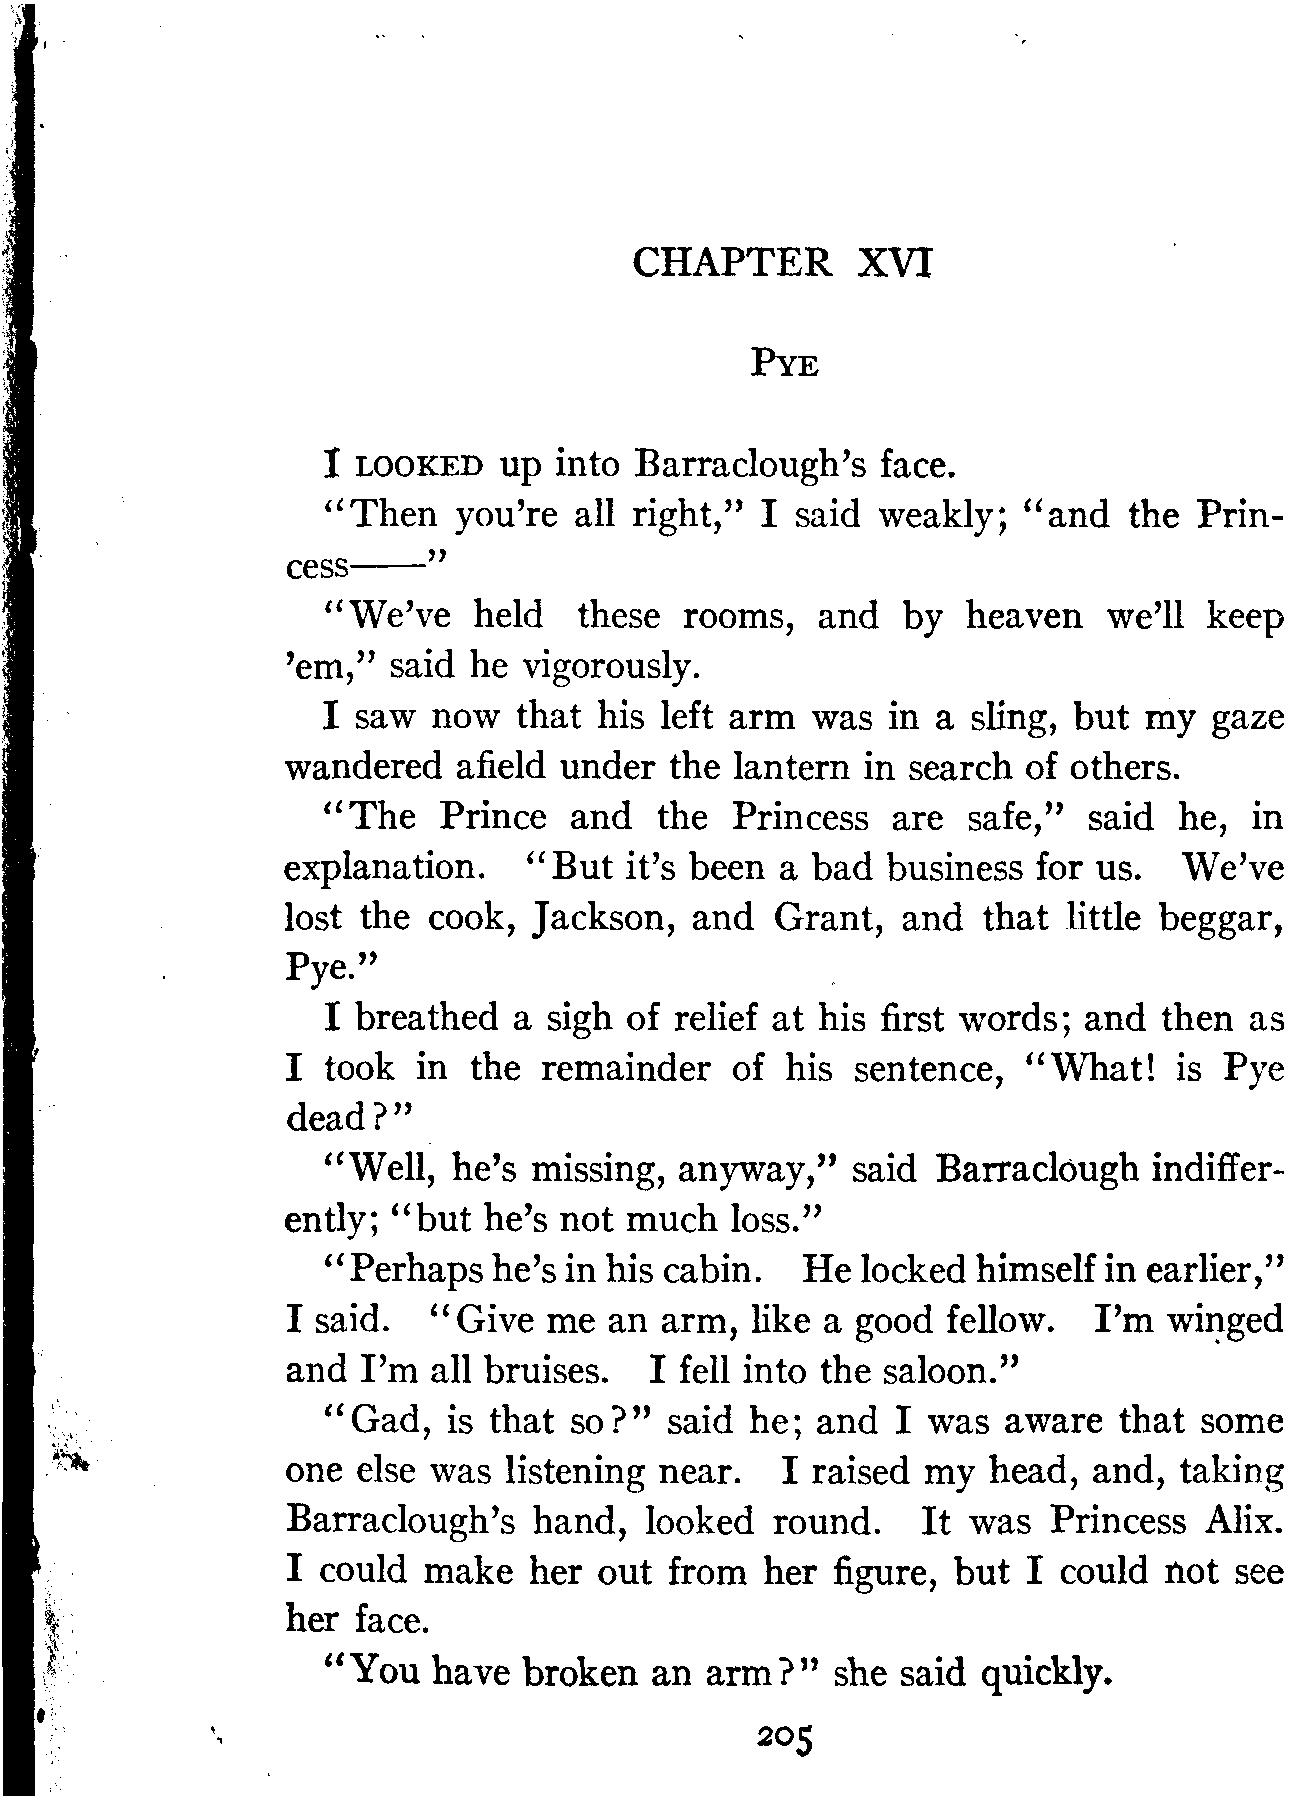 CHAPTER XVI
PYE
I LOOKED up into Barraclough's face.
"Then you're all right," I said weakly; "and the Prin-
cess——"
"We've held these rooms, and by heaven we'll keep
'em," said he vigorously.
I saw now that his left arm was in a sling, but my gaze
wandered afield under the lantern in search of others.
"The Prince and the Princess are safe," said he, in
explanation. "But it's been a bad business for us. We've
lost the cook, Jackson, and Grant, and that little beggar,
Pye."
I breathed a sigh of relief at his first words; and then as
I took in the remainder of his sentence, "What! is Pye
dead?"
"Well, he's missing, anyway," said Barraclough indiffer-
ently; "but he's not much loss."
"Perhaps he's in his cabin. He locked himself in earlier,"
I said. "Give me an arm, like a good fellow. I'm winged
and I'm all bruises. I fell into the saloon."
"Gad, is that so?" said he; and I was aware that some
one else was listening near. I raised my head, and, taking
Barraclough's hand, looked round. It was Princess Alix.
I could make her out from her figure, but I could not see
her face.
"You have broken an arm?" she said quickly.
205